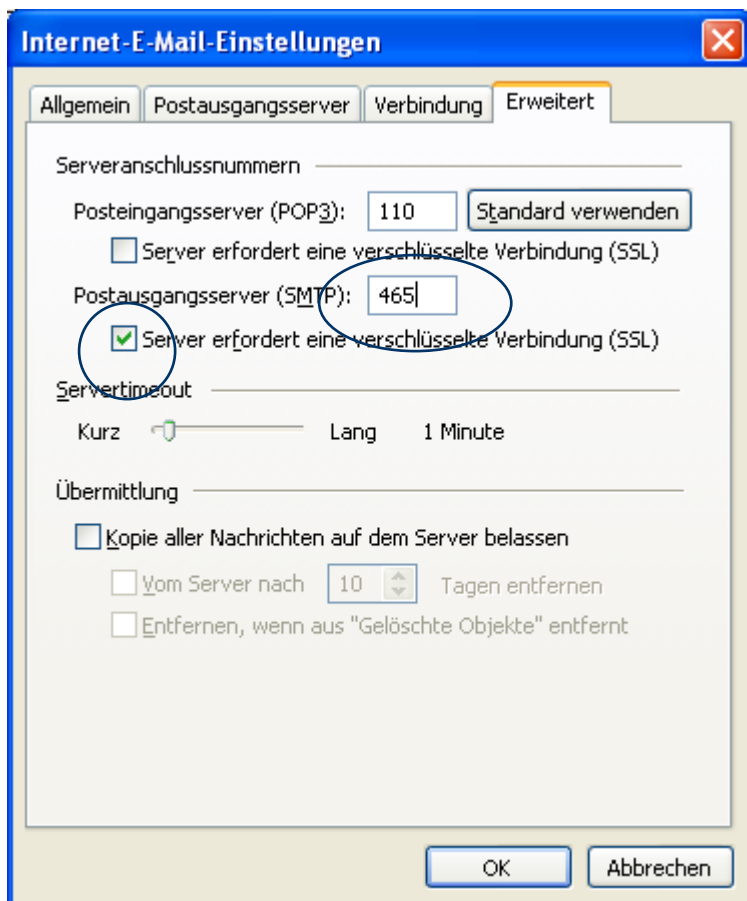 Internet-E-Mail-Einstellungen
Allgemein Postausgangsserver Verbindung Erweitert
Serveranschlussnummern
Posteingangsserver (POP3): 110 Standard verwenden
Server erfordert eine verschlüsselte Verbindung (SSL)
Postausgangsserver (SMTP): 465
Server erfordert eine verschlüsselte Verbindung (SSL)
Servertimeout
Kurz Lang 1 Minute
Übermittlung
Kopie aller Nachrichten auf dem Server belassen
Vom Server nach 10 Tagen entfernen
Entfernen, wenn aus "Gelöschte Objekte" entfernt
OK Abbrechen